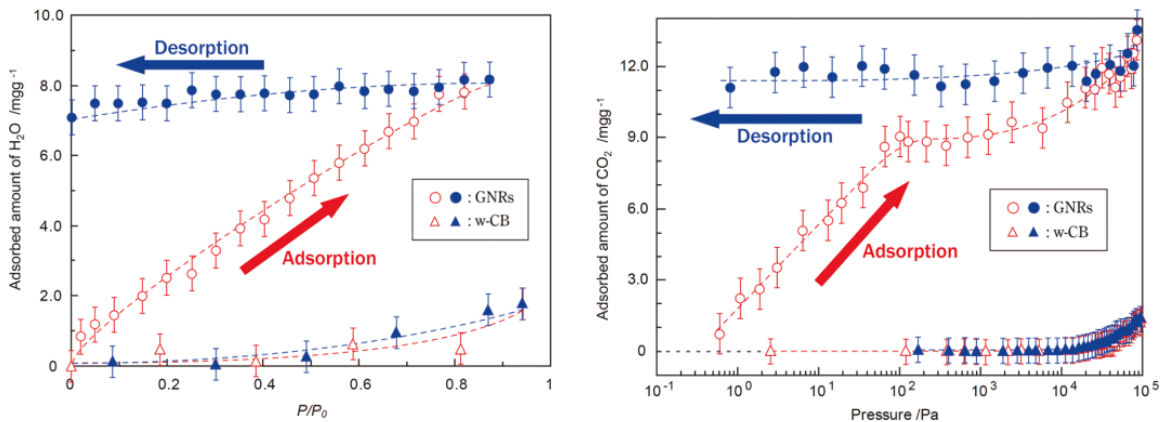 Adsorbed amount of H₂O /mgg⁻¹
10.0
8.0
6.0
4.0
2.0
0
0
0.2
0.4
0.6
0.8
1
P/P₀
Desorption
Adsorption
: GNRs
: w-CB
Adsorbed amount of CO₂ /mgg⁻¹
12.0
9.0
6.0
3.0
0
10⁻¹
10⁰
10¹
10²
10³
10⁴
10⁵
Pressure /Pa
Desorption
Adsorption
: GNRs
: w-CB